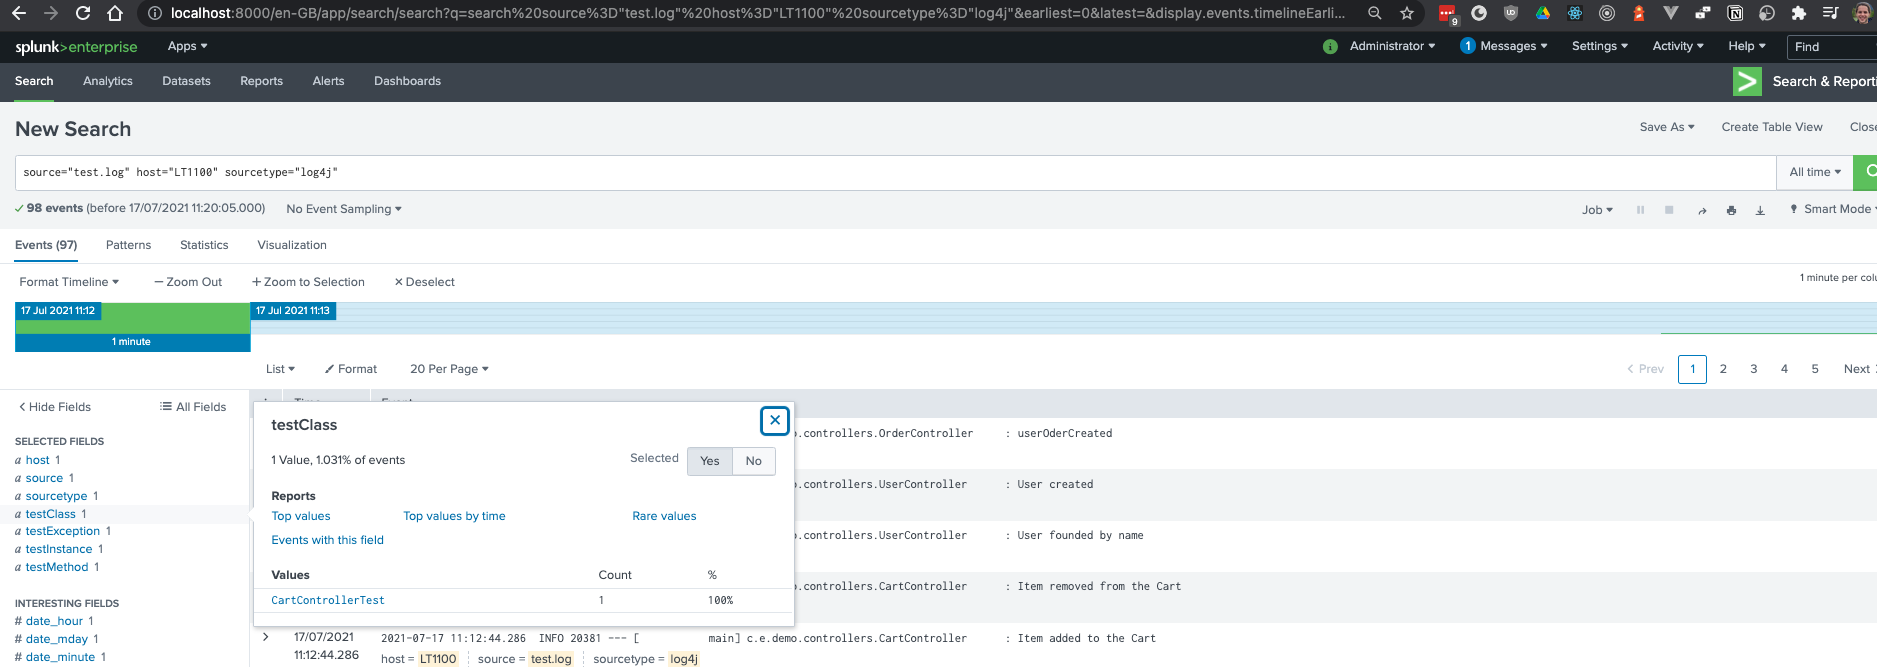 localhost:8000/en-GB/app/search/search?q=search%20source%3D"test.log"%20host%3D"LT1100"%20sourcetype%3D"log4j"&earliest=0&latest=&display.events.timelineEarli...
9
splunk>enterprise Apps
i Administrator 1 Messages Settings Activity Help Find
Search Analytics Datasets Reports Alerts Dashboards
Search & Reporti
New Search
Save As Create Table View Close
source="test.log" host="LT1100" sourcetype="log4j"
All time
98 events (before 17/07/2021 11:20:05.000) No Event Sampling
Job Smart Mode
Events (97) Patterns Statistics Visualization
Format Timeline — Zoom Out + Zoom to Selection × Deselect
1 minute per colu
17 Jul 2021 11:12
17 Jul 2021 11:13
1 minute
List Format 20 Per Page
< Prev 1 2 3 4 5 Next
< Hide Fields All Fields
SELECTED FIELDS
a host 1
a source 1
a sourcetype 1
a testClass 1
a testException 1
a testInstance 1
a testMethod 1
INTERESTING FIELDS
# date_hour 1
# date_mday 1
# date_minute 1
testClass
1 Value, 1.031% of events
Selected Yes No
Reports
Top values Top values by time Rare values
Events with this field
Values Count %
CartControllerTest 1 100%
o.controllers.OrderController : userOderCreated
o.controllers.UserController : User created
o.controllers.UserController : User founded by name
o.controllers.CartController : Item removed from the Cart
> 17/07/2021 2021-07-17 11:12:44.286 INFO 20381 --- [ main] c.e.demo.controllers.CartController : Item added to the Cart
11:12:44.286
host = LT1100 source = test.log sourcetype = log4j